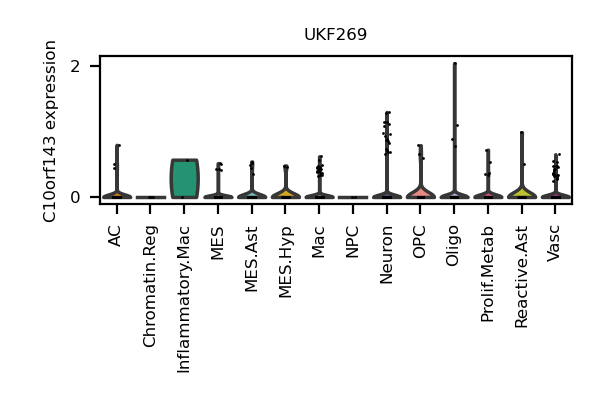 UKF269
C10orf143 expression
2
0
AC
Chromatin.Reg
Inflammatory.Mac
MES
MES.Ast
MES.Hyp
Mac
NPC
Neuron
OPC
Oligo
Prolif.Metab
Reactive.Ast
Vasc